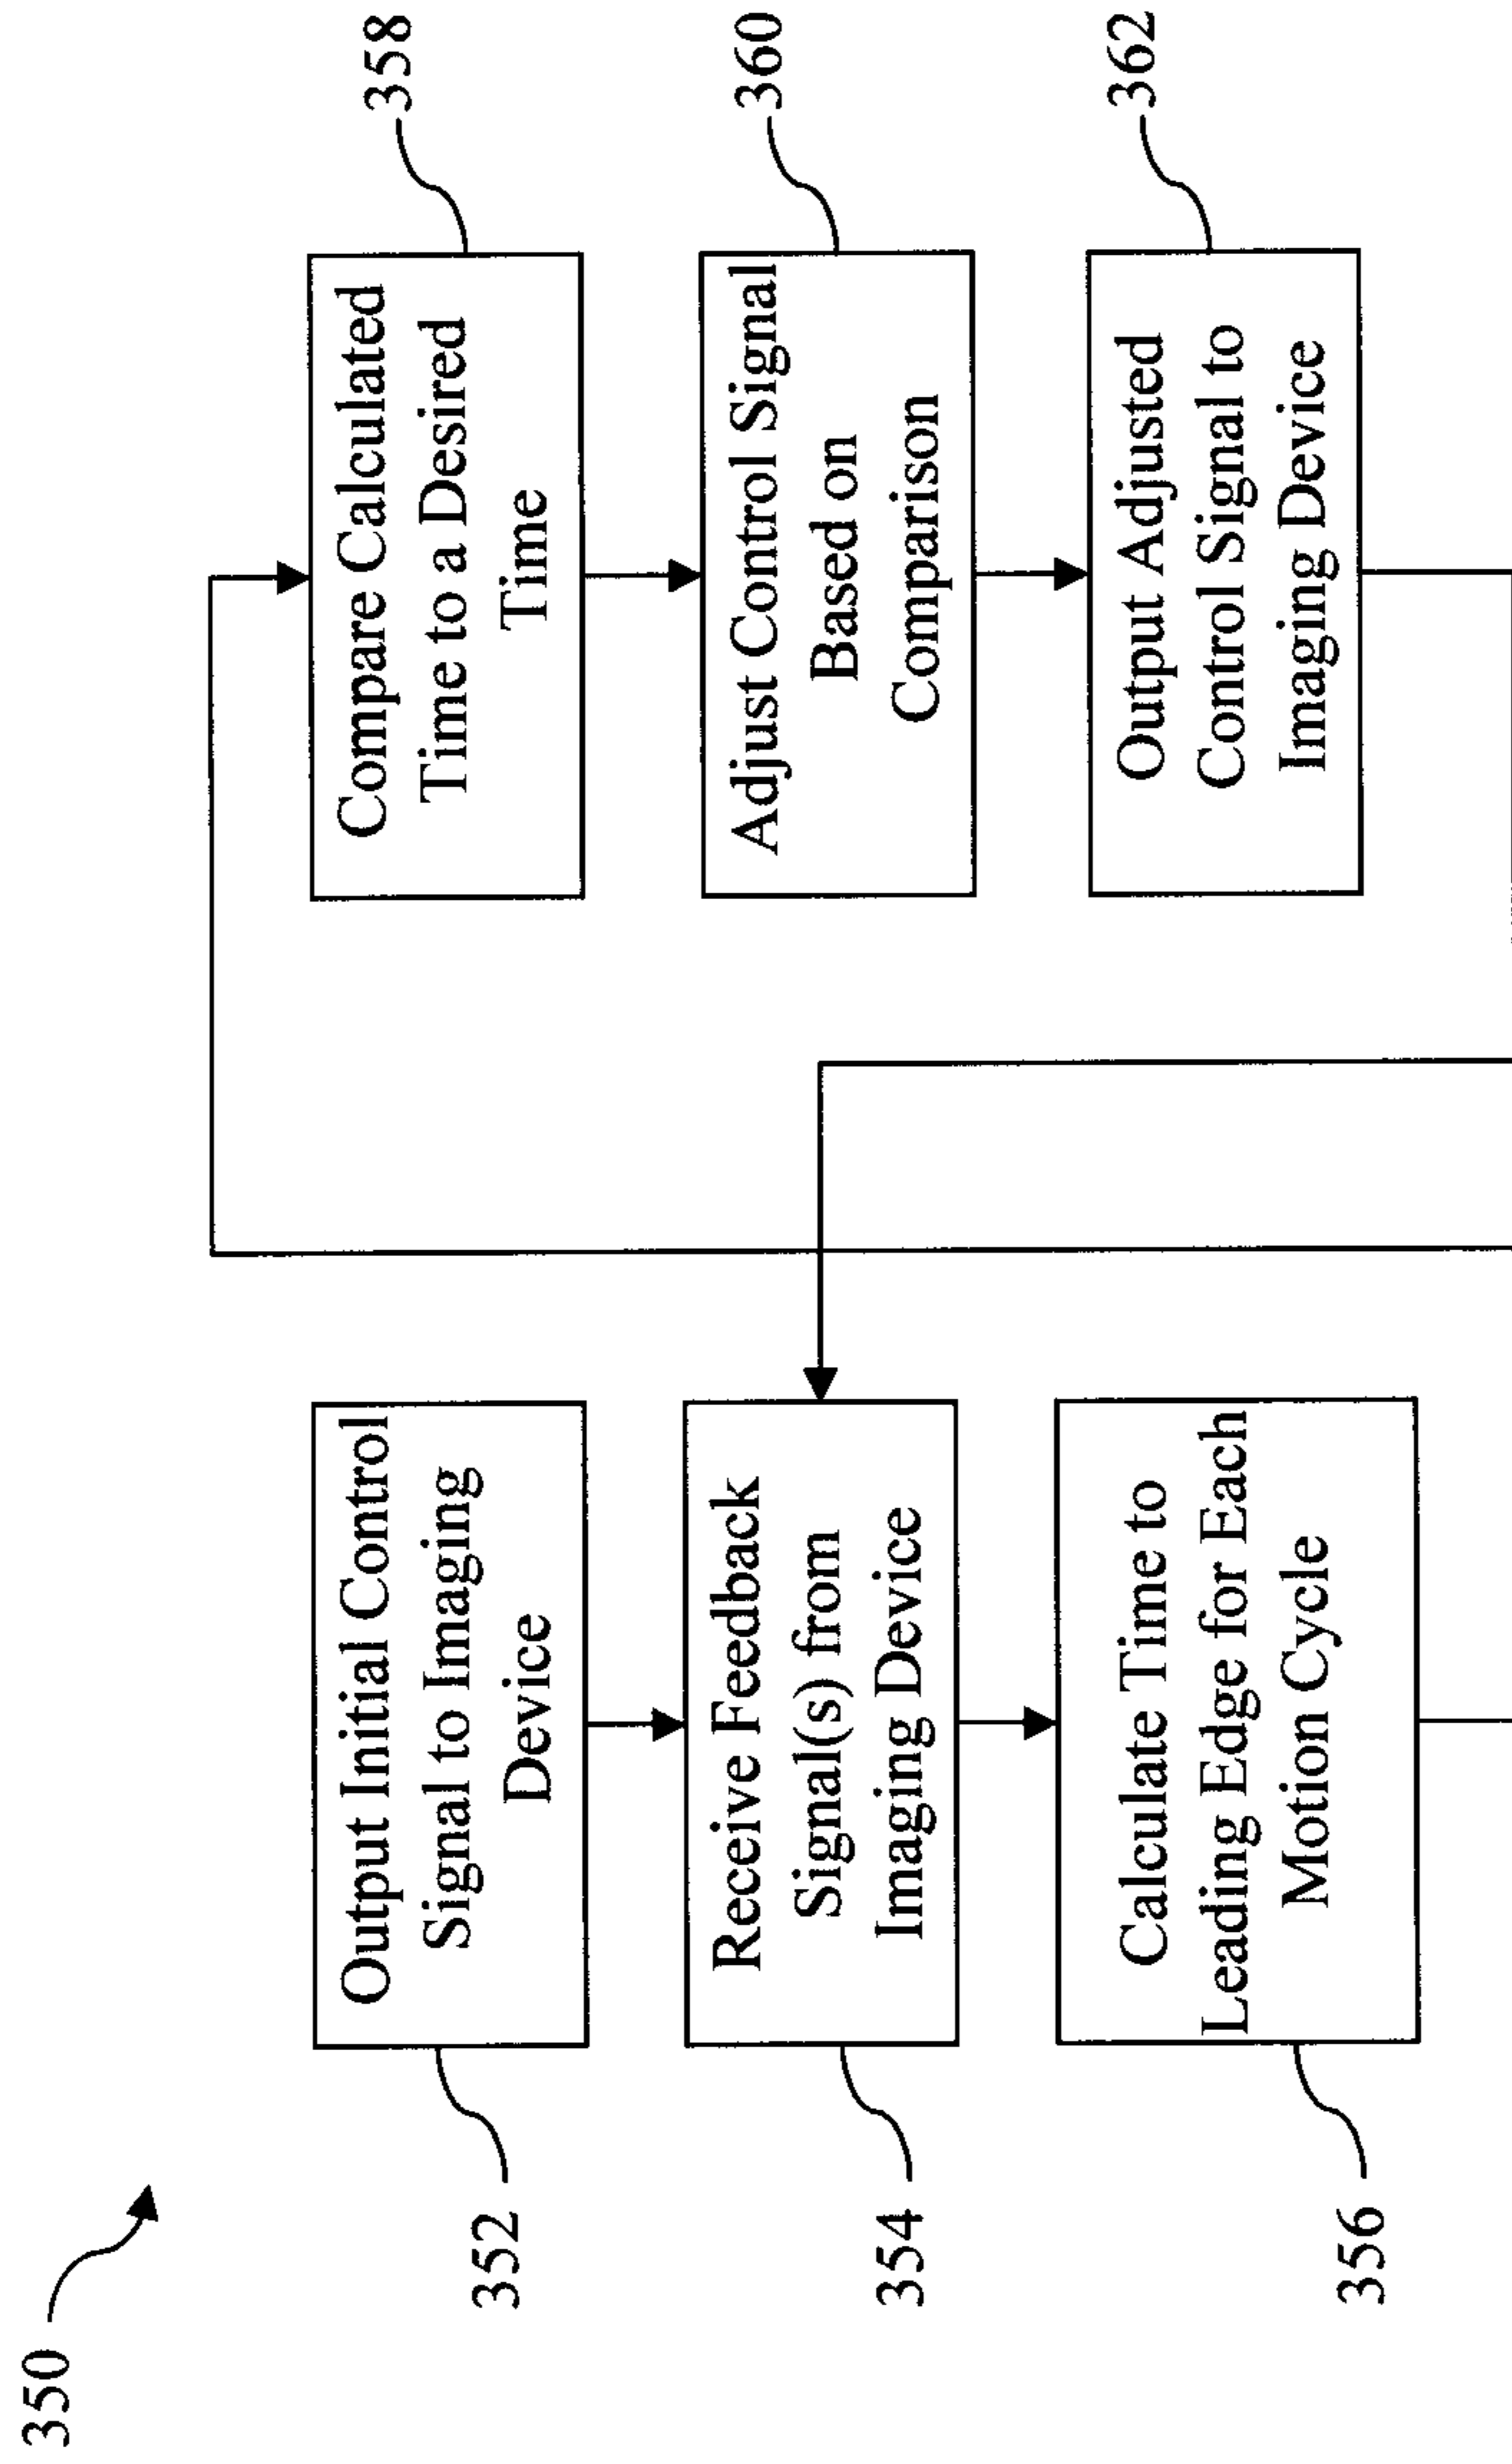 350
352
Output Initial Control
Signal to Imaging
Device
354
Receive Feedback
Signal(s) from
Imaging Device
356
Calculate Time to
Leading Edge for Each
Motion Cycle
358
Compare Calculated
Time to a Desired
Time
360
Adjust Control Signal
Based on
Comparison
362
Output Adjusted
Control Signal to
Imaging Device